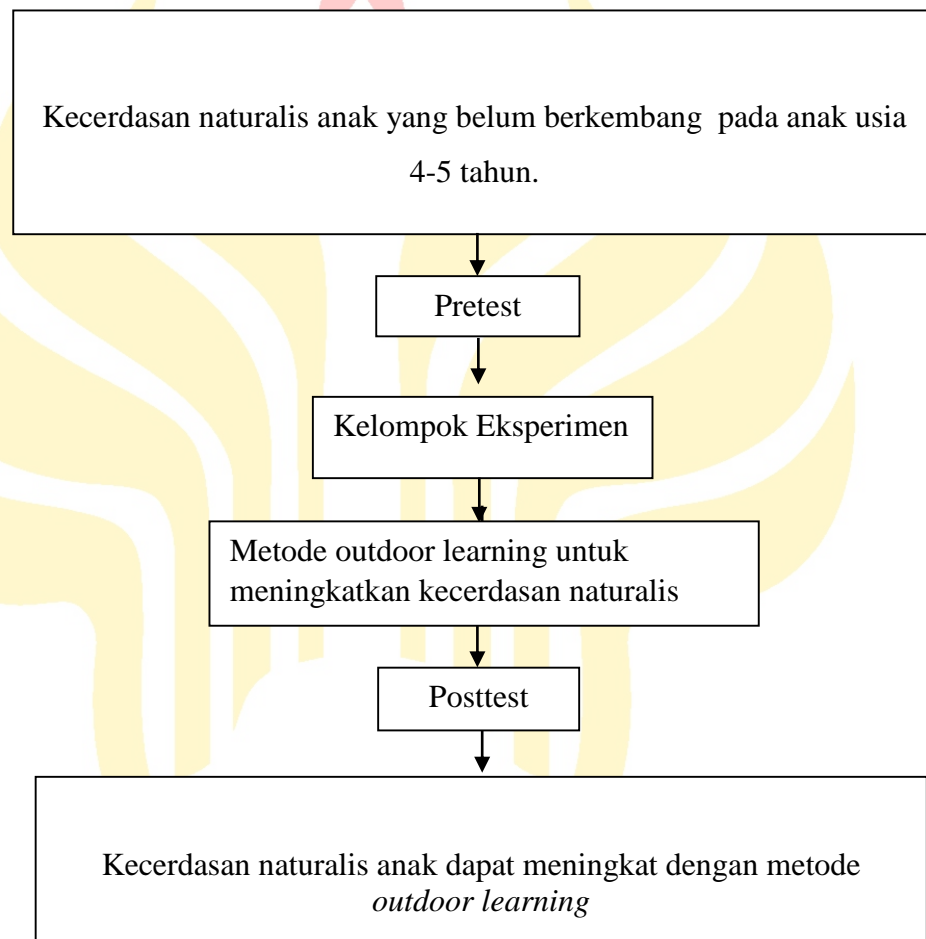 Kecerdasan naturalis anak yang belum berkembang pada anak usia
4-5 tahun.
Pretest
Kelompok Eksperimen
Metode outdoor learning untuk
meningkatkan kecerdasan naturalis
Posttest
Kecerdasan naturalis anak dapat meningkat dengan metode
outdoor learning